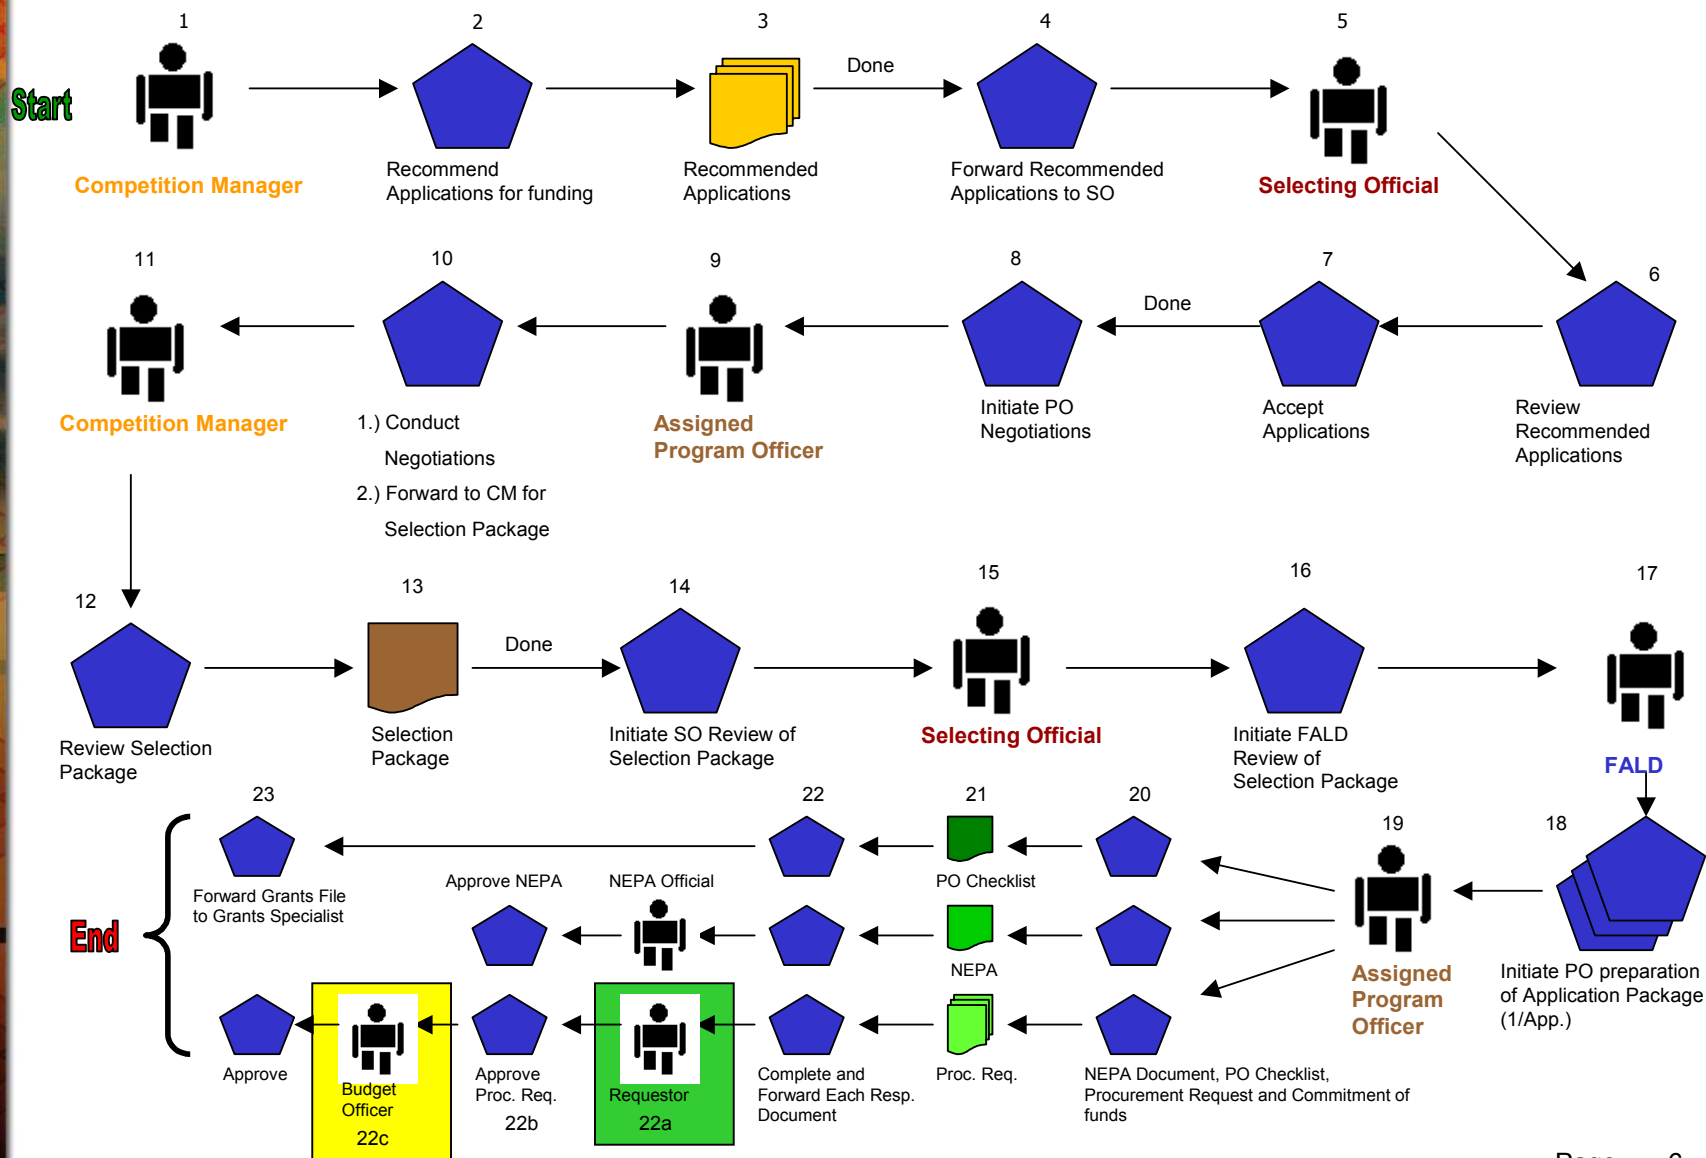 1
2
3
4
5
Start
Done
Competition Manager
Recommend
Applications for funding
Recommended
Applications
Forward Recommended
Applications to SO
Selecting Official
11
10
9
8
7
6
Done
Competition Manager
1.) Conduct
Negotiations
2.) Forward to CM for
Selection Package
Assigned
Program Officer
Initiate PO
Negotiations
Accept
Applications
Review
Recommended
Applications
12
13
14
15
16
17
Done
Review Selection
Package
Selection
Package
Initiate SO Review of
Selection Package
Selecting Official
Initiate FALD
Review of
Selection Package
FALD
23
22
21
20
19
18
Forward Grants File
to Grants Specialist
Approve NEPA
NEPA Official
PO Checklist
End
NEPA
Assigned
Program
Officer
Initiate PO preparation
of Application Package
(1/App.)
Approve
Budget
Officer
22c
Approve
Proc. Req.
22b
Requestor
22a
Complete and
Forward Each Resp.
Document
Proc. Req.
NEPA Document, PO Checklist,
Procurement Request and Commitment of
funds